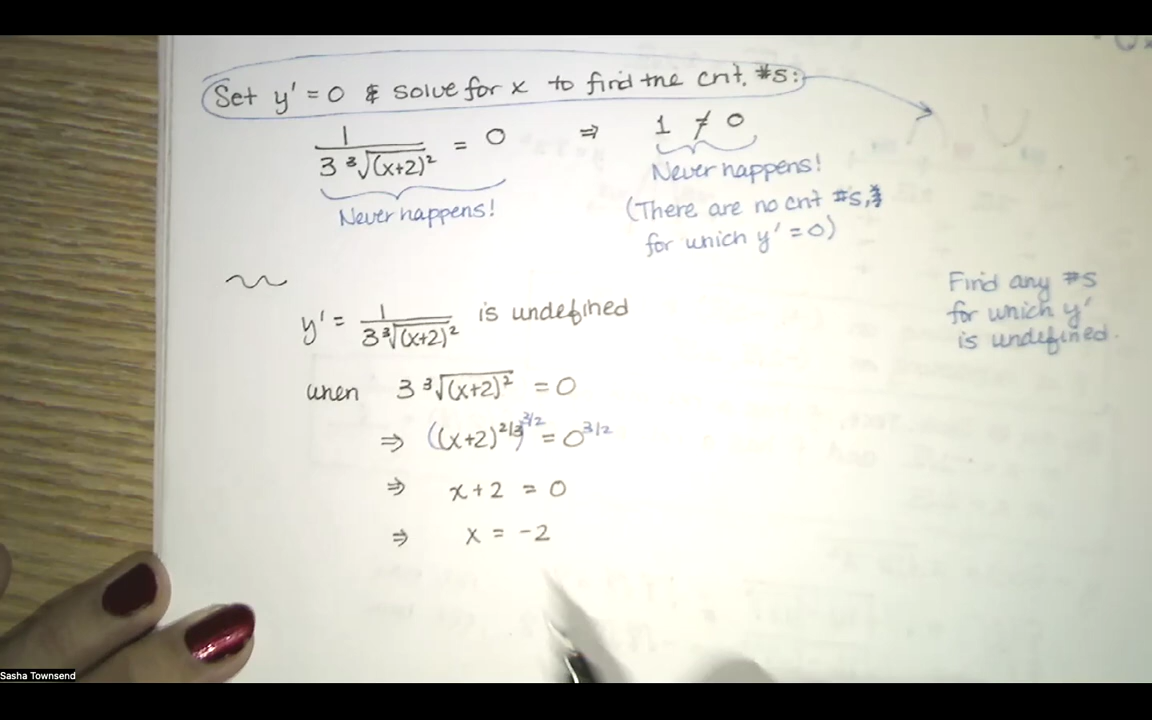 Set y' = 0 & solve for x to find the crit. #s:
1/(3 ∛(x+2)²) = 0 ⇒ 1 ≠ 0
Never happens!
Never happens!
(There are no crit #s,
for which y' = 0)
y' = 1/(3∛(x+2)²) is undefined
Find any #s
for which y'
is undefined.
when 3 ∛(x+2)² = 0
⇒ ((x+2)^2/3)^3/2 = 0^3/2
⇒ x + 2 = 0
⇒ x = -2
Sasha Townsend